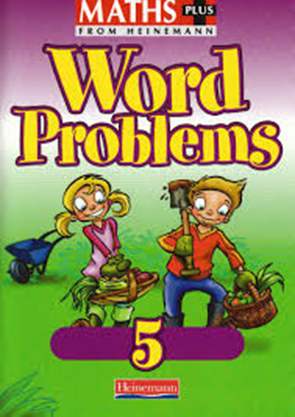 MATHS PLUS
FROM HEINEMANN
Word
Problems
5
Heinemann